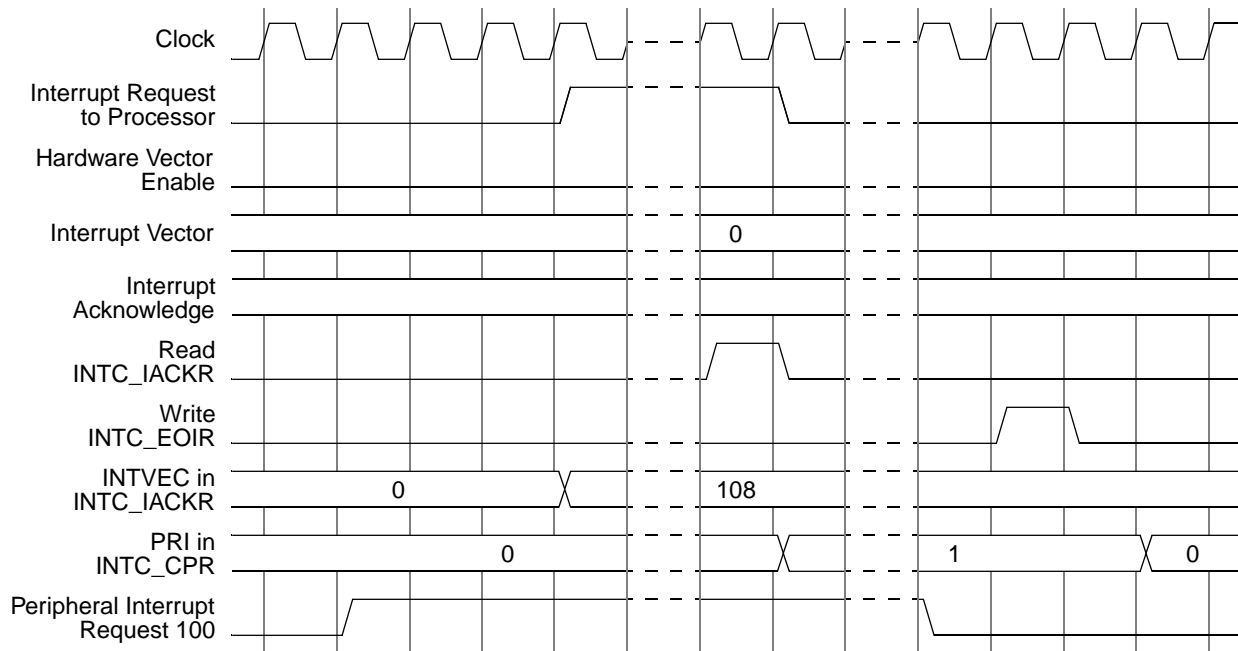 Clock
Interrupt Request
to Processor
Hardware Vector
Enable
Interrupt Vector
0
Interrupt
Acknowledge
Read
INTC_IACKR
Write
INTC_EOIR
INTVEC in
INTC_IACKR
0
108
PRI in
INTC_CPR
0
1
0
Peripheral Interrupt
Request 100